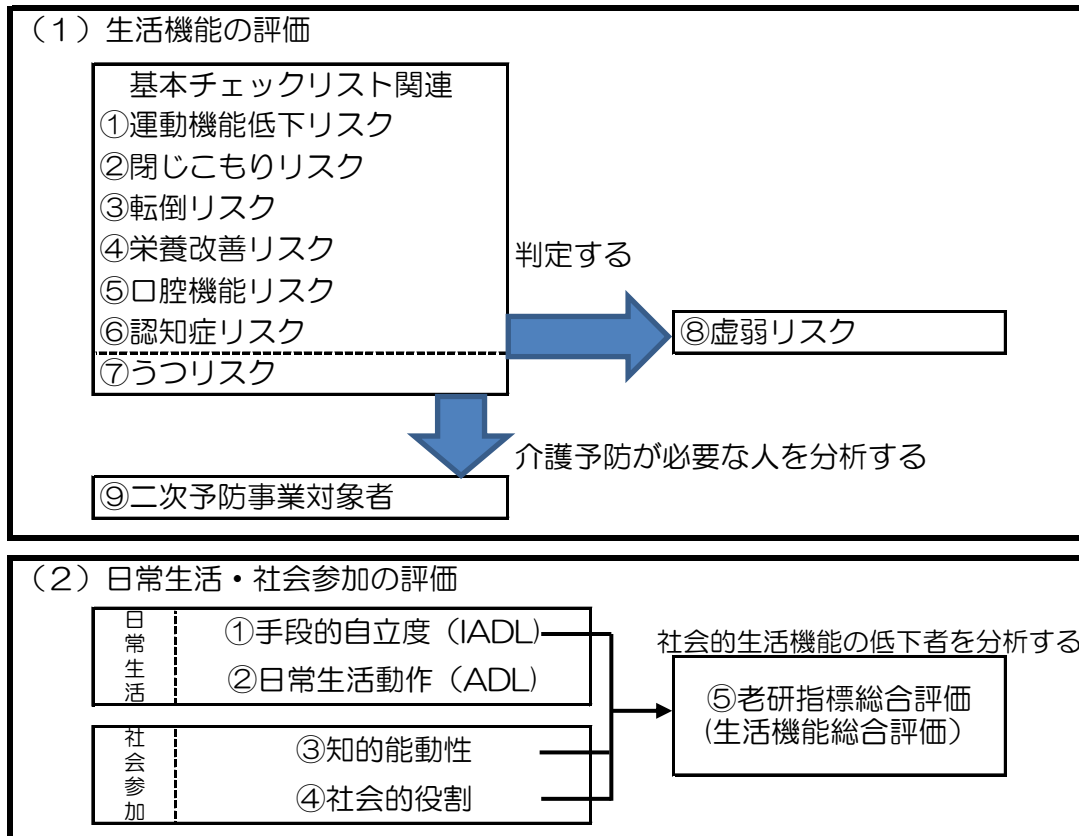 （１）生活機能の評価
基本チェックリスト関連
①運動機能低下リスク
②閉じこもりリスク
③転倒リスク
④栄養改善リスク
⑤口腔機能リスク
⑥認知症リスク
⑦うつリスク
判定する
⑧虚弱リスク
介護予防が必要な人を分析する
⑨二次予防事業対象者
（２）日常生活・社会参加の評価
日常生活
①手段的自立度（IADL)
②日常生活動作（ADL）
社会参加
③知的能動性
④社会的役割
社会的生活機能の低下者を分析する
⑤老研指標総合評価
(生活機能総合評価）